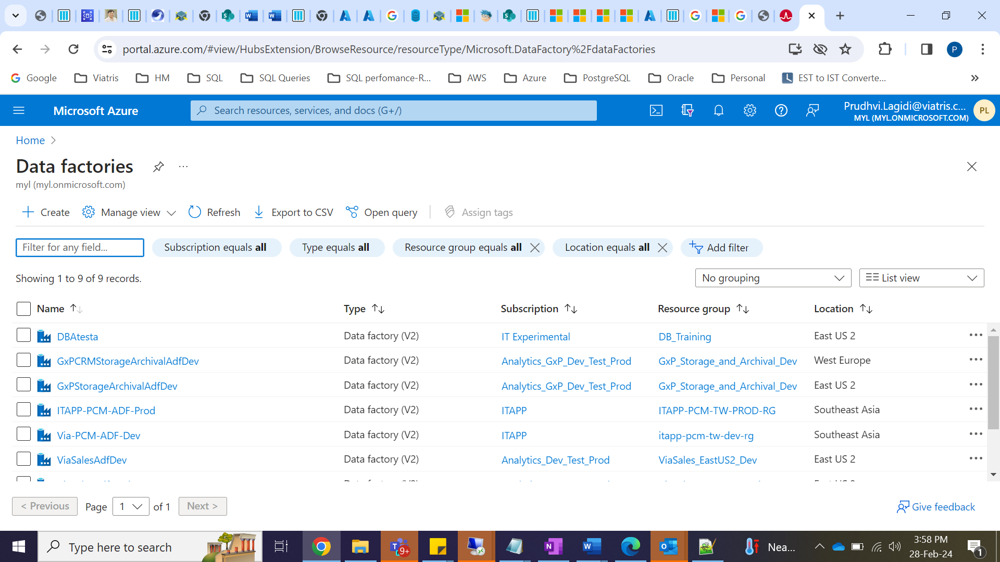 portal.azure.com/#view/HubsExtension/BrowseResource/resourceType/Microsoft.DataFactory%2FdataFactories
P
Google Viatris HM SQL SQL Queries SQL perfomance-R... AWS Azure PostgreSQL Oracle Personal EST to IST Converte...
Microsoft Azure
Search resources, services, and docs (G+/)
Prudhvi.Lagidi@viatris.c...
MYL (MYL.ONMICROSOFT.COM)
PL
Home
Data factories
myl (myl.onmicrosoft.com)
Create Manage view Refresh Export to CSV Open query Assign tags
Filter for any field... Subscription equals all Type equals all Resource group equals all Location equals all Add filter
Showing 1 to 9 of 9 records.
No grouping List view
Name Type Subscription Resource group Location
DBAtesta Data factory (V2) IT Experimental DB_Training East US 2
GxPCRMStorageArchivalAdfDev Data factory (V2) Analytics_GxP_Dev_Test_Prod GxP_Storage_and_Archival_Dev West Europe
GxPStorageArchivalAdfDev Data factory (V2) Analytics_GxP_Dev_Test_Prod GxP_Storage_and_Archival_Dev East US 2
ITAPP-PCM-ADF-Prod Data factory (V2) ITAPP ITAPP-PCM-TW-PROD-RG Southeast Asia
Via-PCM-ADF-Dev Data factory (V2) ITAPP itapp-pcm-tw-dev-rg Southeast Asia
ViaSalesAdfDev Data factory (V2) Analytics_Dev_Test_Prod ViaSales_EastUS2_Dev East US 2
< Previous Page 1 of 1 Next >
Give feedback
Type here to search
9+
Nea...
3:58 PM
28-Feb-24
1